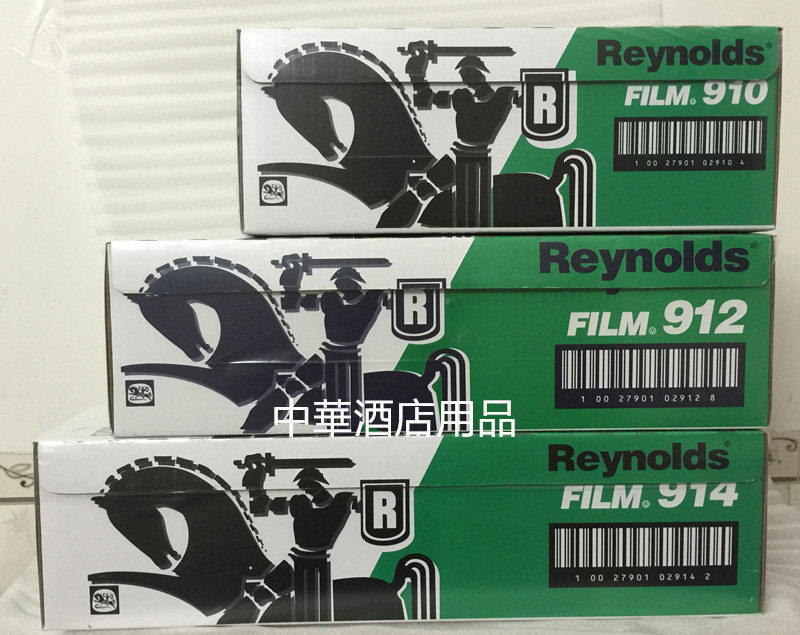 Reynolds®
FILM® 910
R
1 00 27901 02910 4
Reynolds®
FILM® 912
R
1 00 27901 02912 8
中華酒店用品
Reynolds®
FILM® 914
R
1 00 27901 02914 2